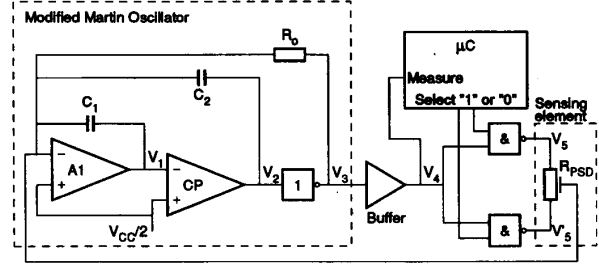 Modified Martin Oscillator
Ro
C2
C1
A1
−
+
V1
CP
−
+
V2
1
V3
VCC/2
Buffer
V4
μC
Measure
Select "1" or "0"
Sensing
element
&
V5
RPSD
&
V'5